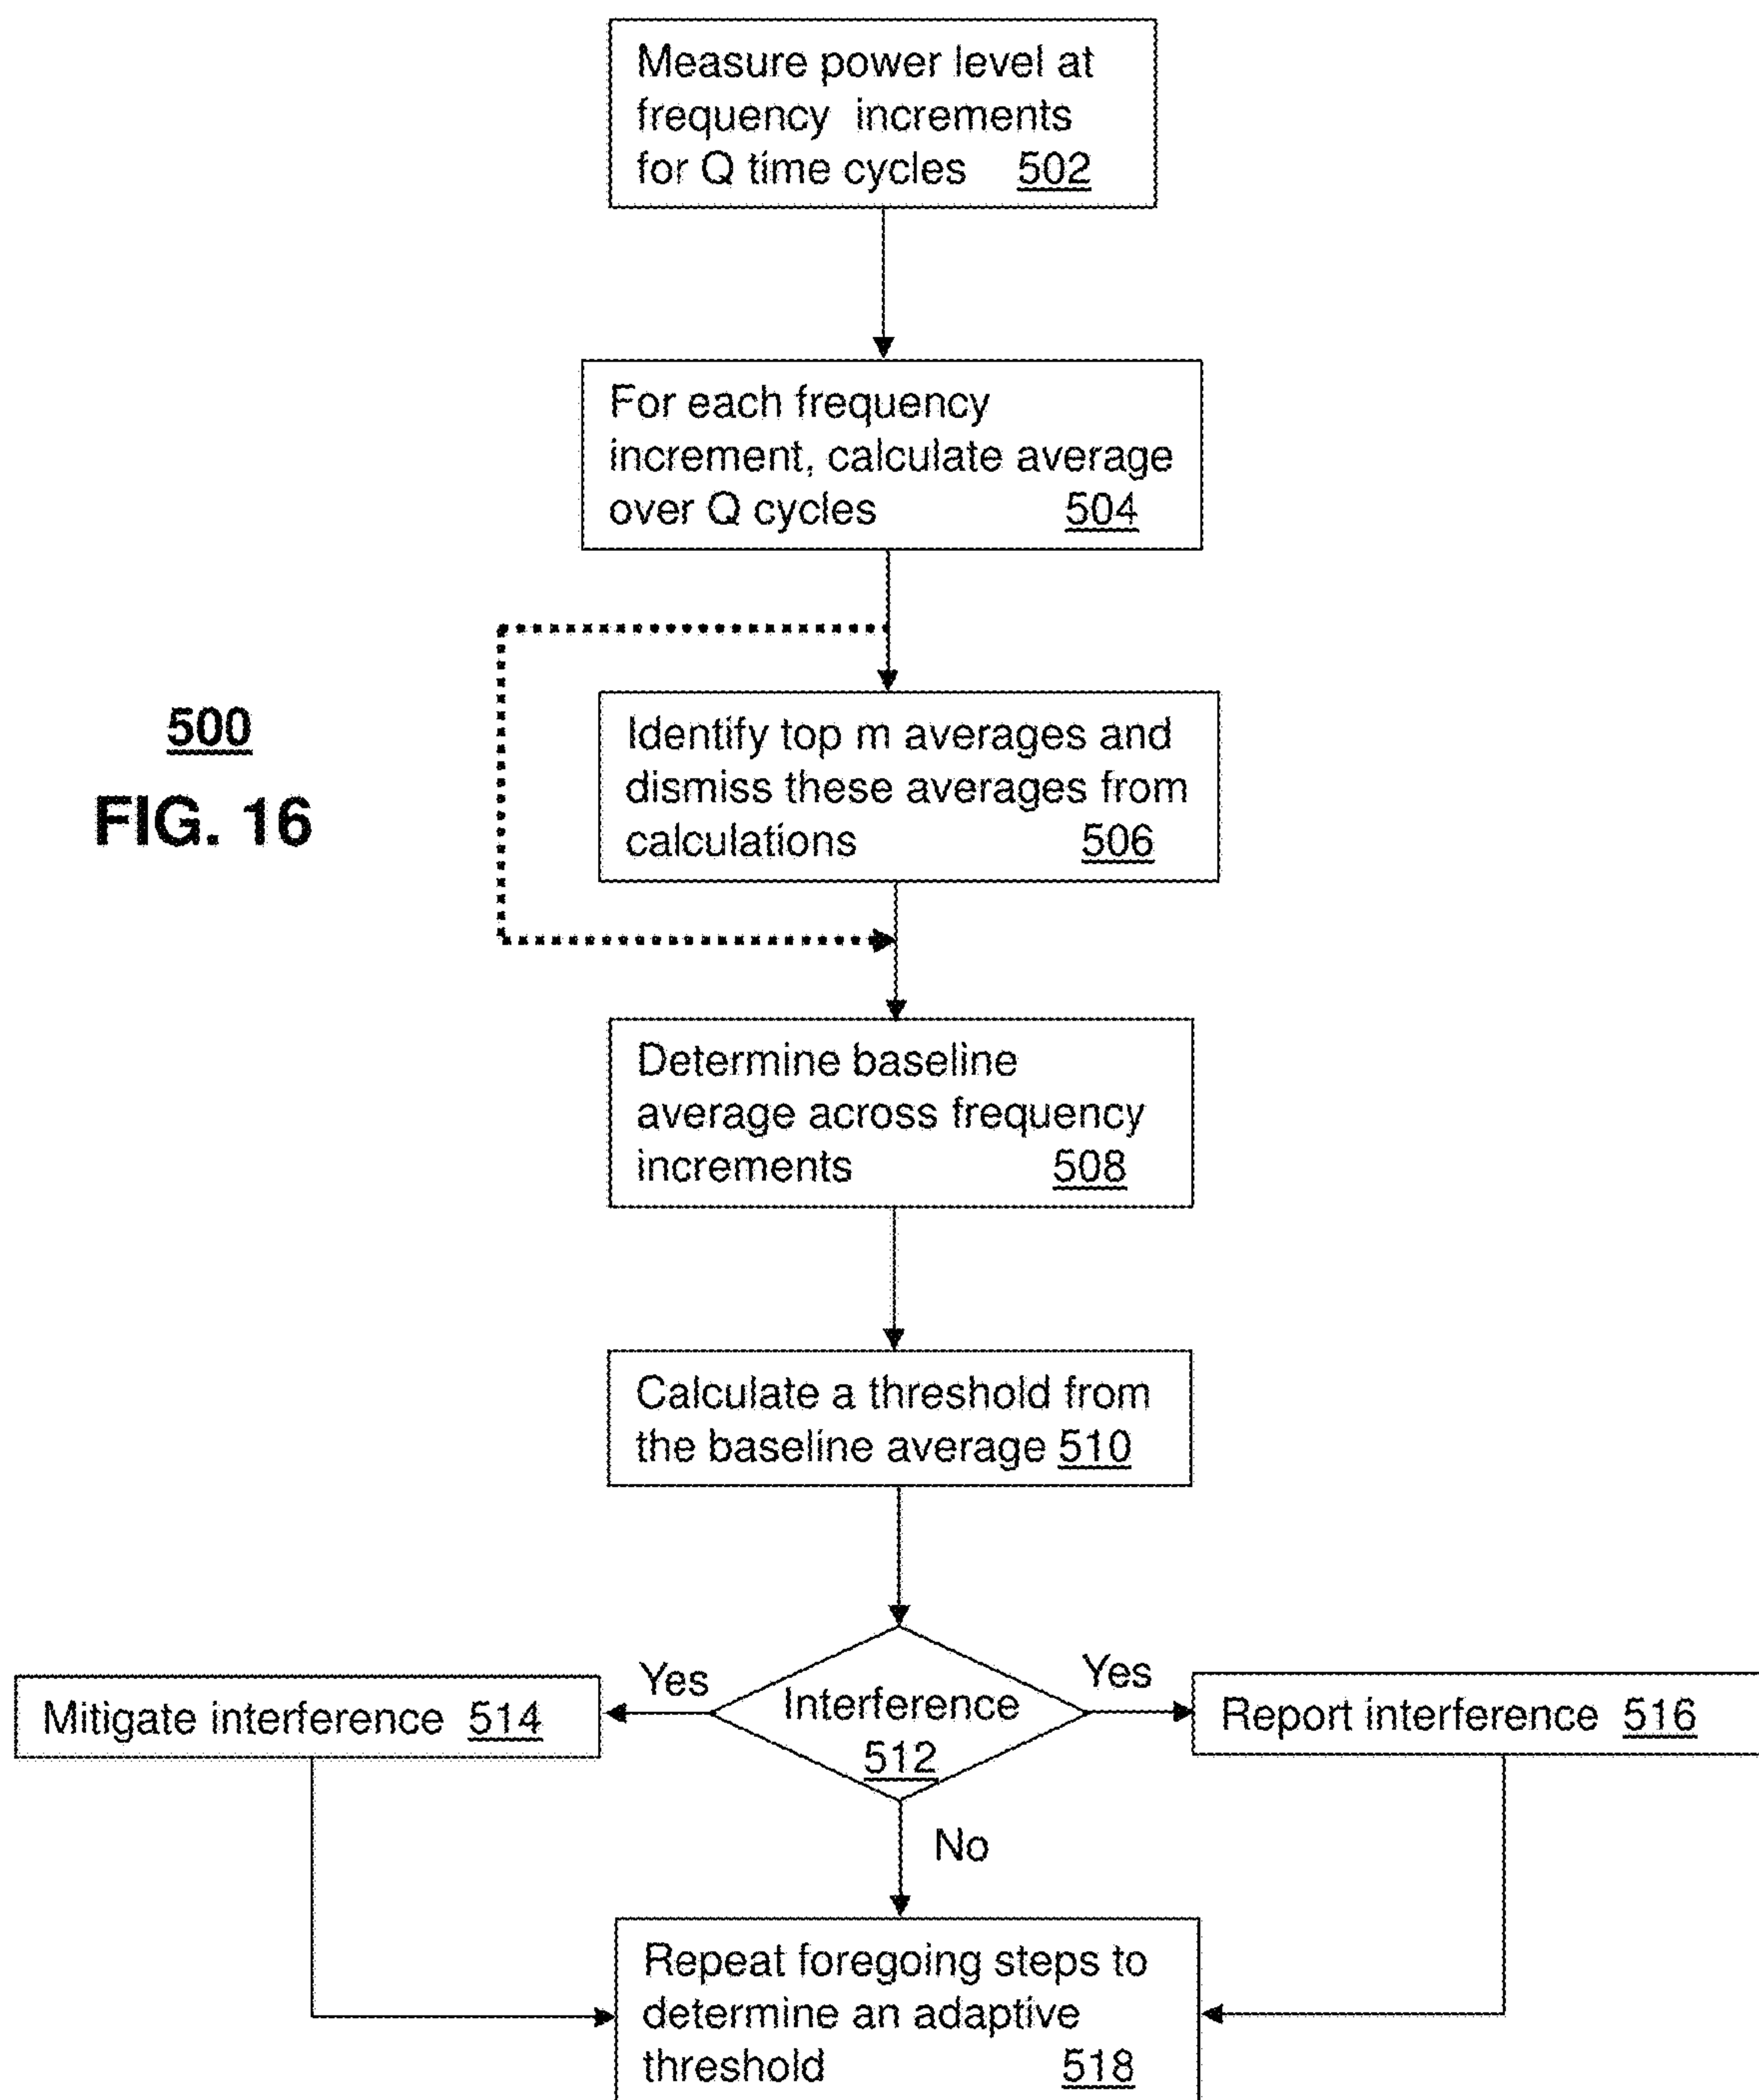 Measure power level at
frequency increments
for Q time cycles 502
For each frequency
increment, calculate average
over Q cycles 504
500
FIG. 16
Identify top m averages and
dismiss these averages from
calculations 506
Determine baseline
average across frequency
increments 508
Calculate a threshold from
the baseline average 510
Yes
Yes
Mitigate interference 514
Interference
512
Report interference 516
No
Repeat foregoing steps to
determine an adaptive
threshold 518